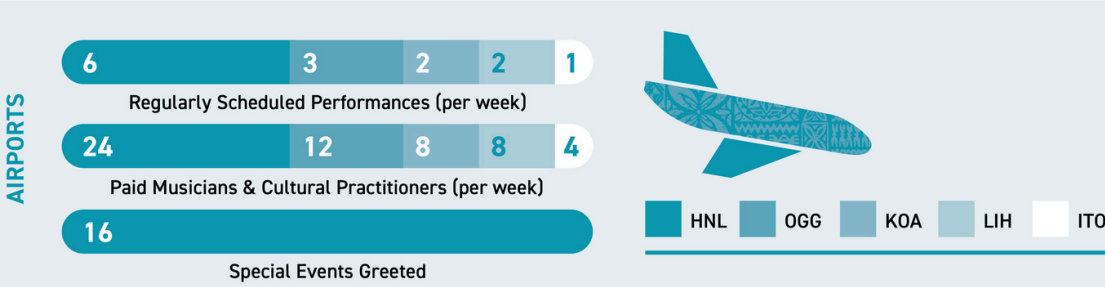 AIRPORTS
6 3 2 2 1
Regularly Scheduled Performances (per week)
24 12 8 8 4
Paid Musicians & Cultural Practitioners (per week)
16
Special Events Greeted
HNL OGG KOA LIH ITO